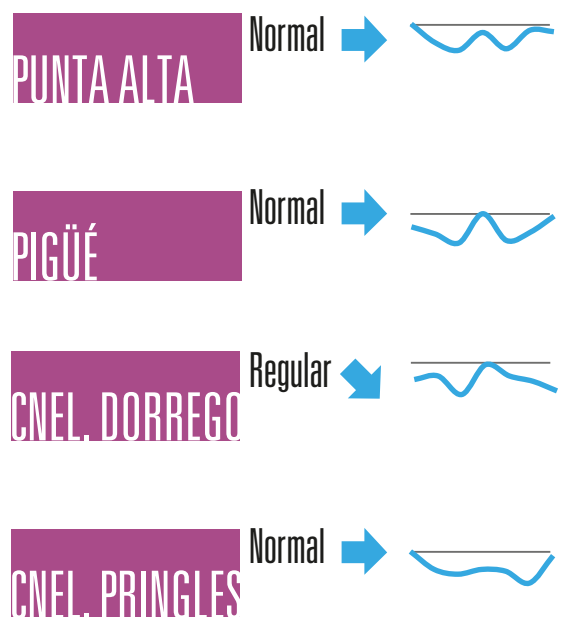 Normal
PUNTA ALTA
Normal
PIGÜÉ
Regular
CNEL. DORREGO
Normal
CNEL. PRINGLES